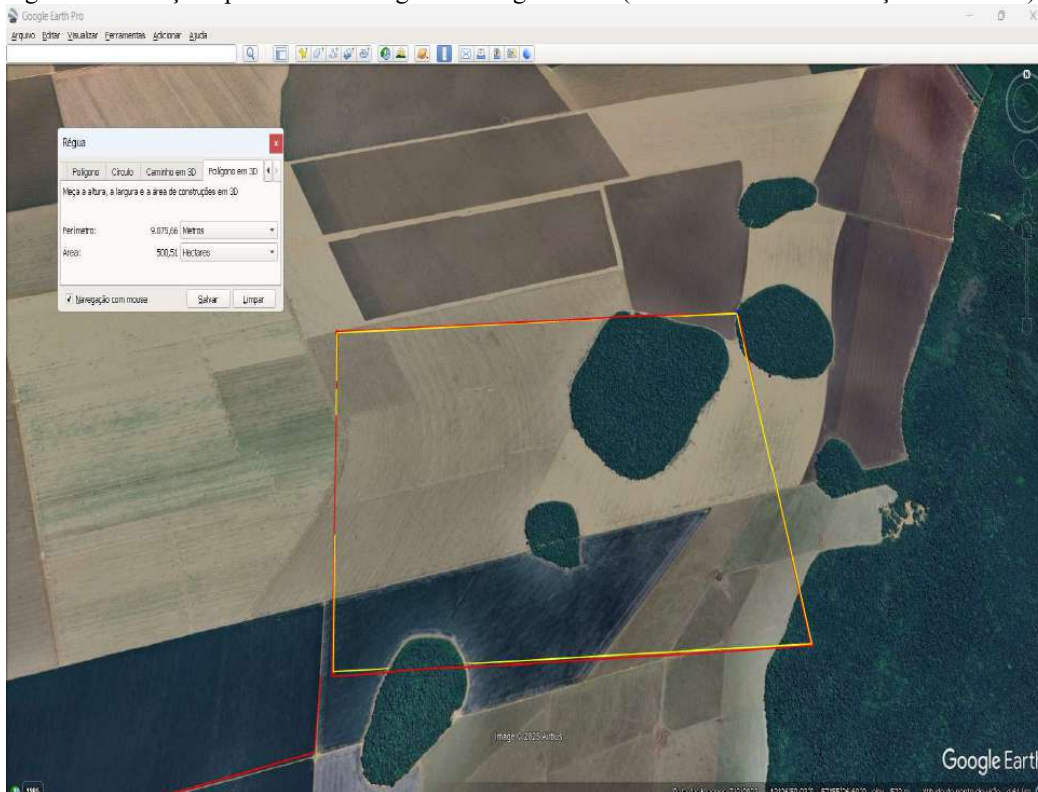 Google Earth Pro
Arquivo Editar Visualizar Ferramentas Adicionar Ajuda
Régua
Polígono Círculo Caminho em 3D Polígono em 3D
Meça a altura, a largura e a área de construções em 3D
Perímetro: 9.075,66 Metros
Área: 500,51 Hectares
Navegação com mouse Salvar Limpar
Image © 2025 Airbus
Google Earth
1985